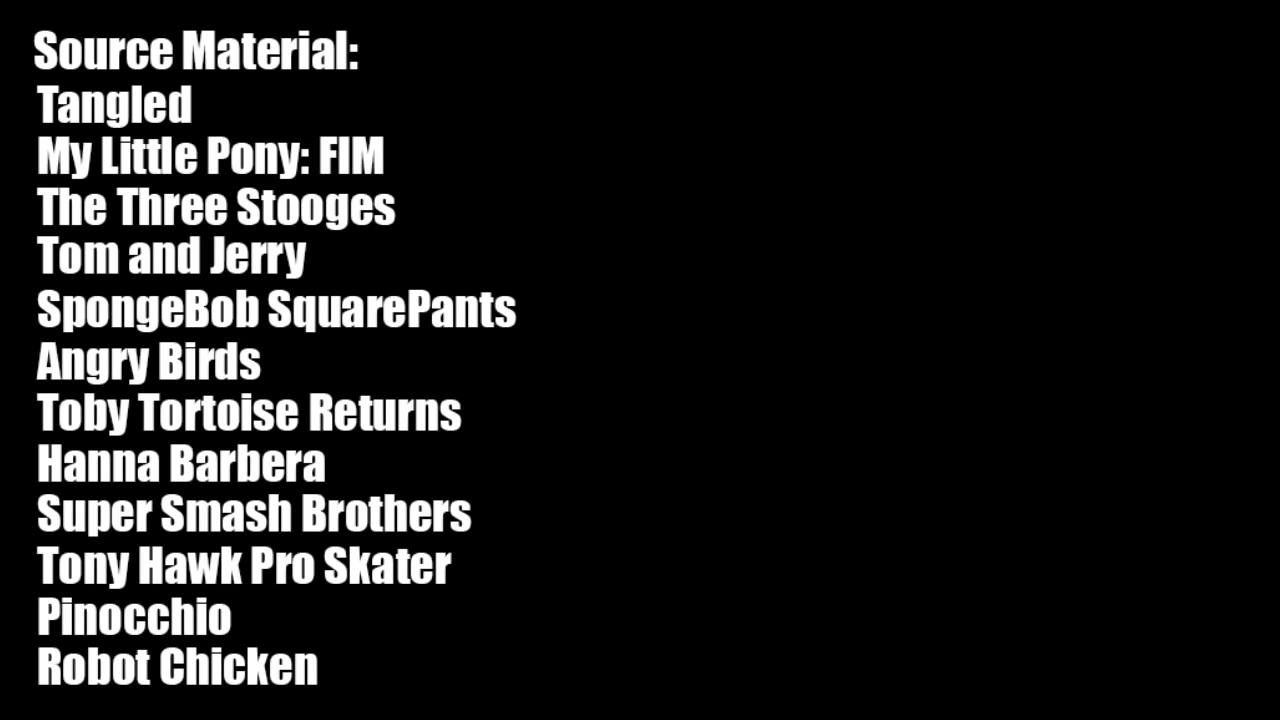 Source Material:
Tangled
My Little Pony: FIM
The Three Stooges
Tom and Jerry
SpongeBob SquarePants
Angry Birds
Toby Tortoise Returns
Hanna Barbera
Super Smash Brothers
Tony Hawk Pro Skater
Pinocchio
Robot Chicken